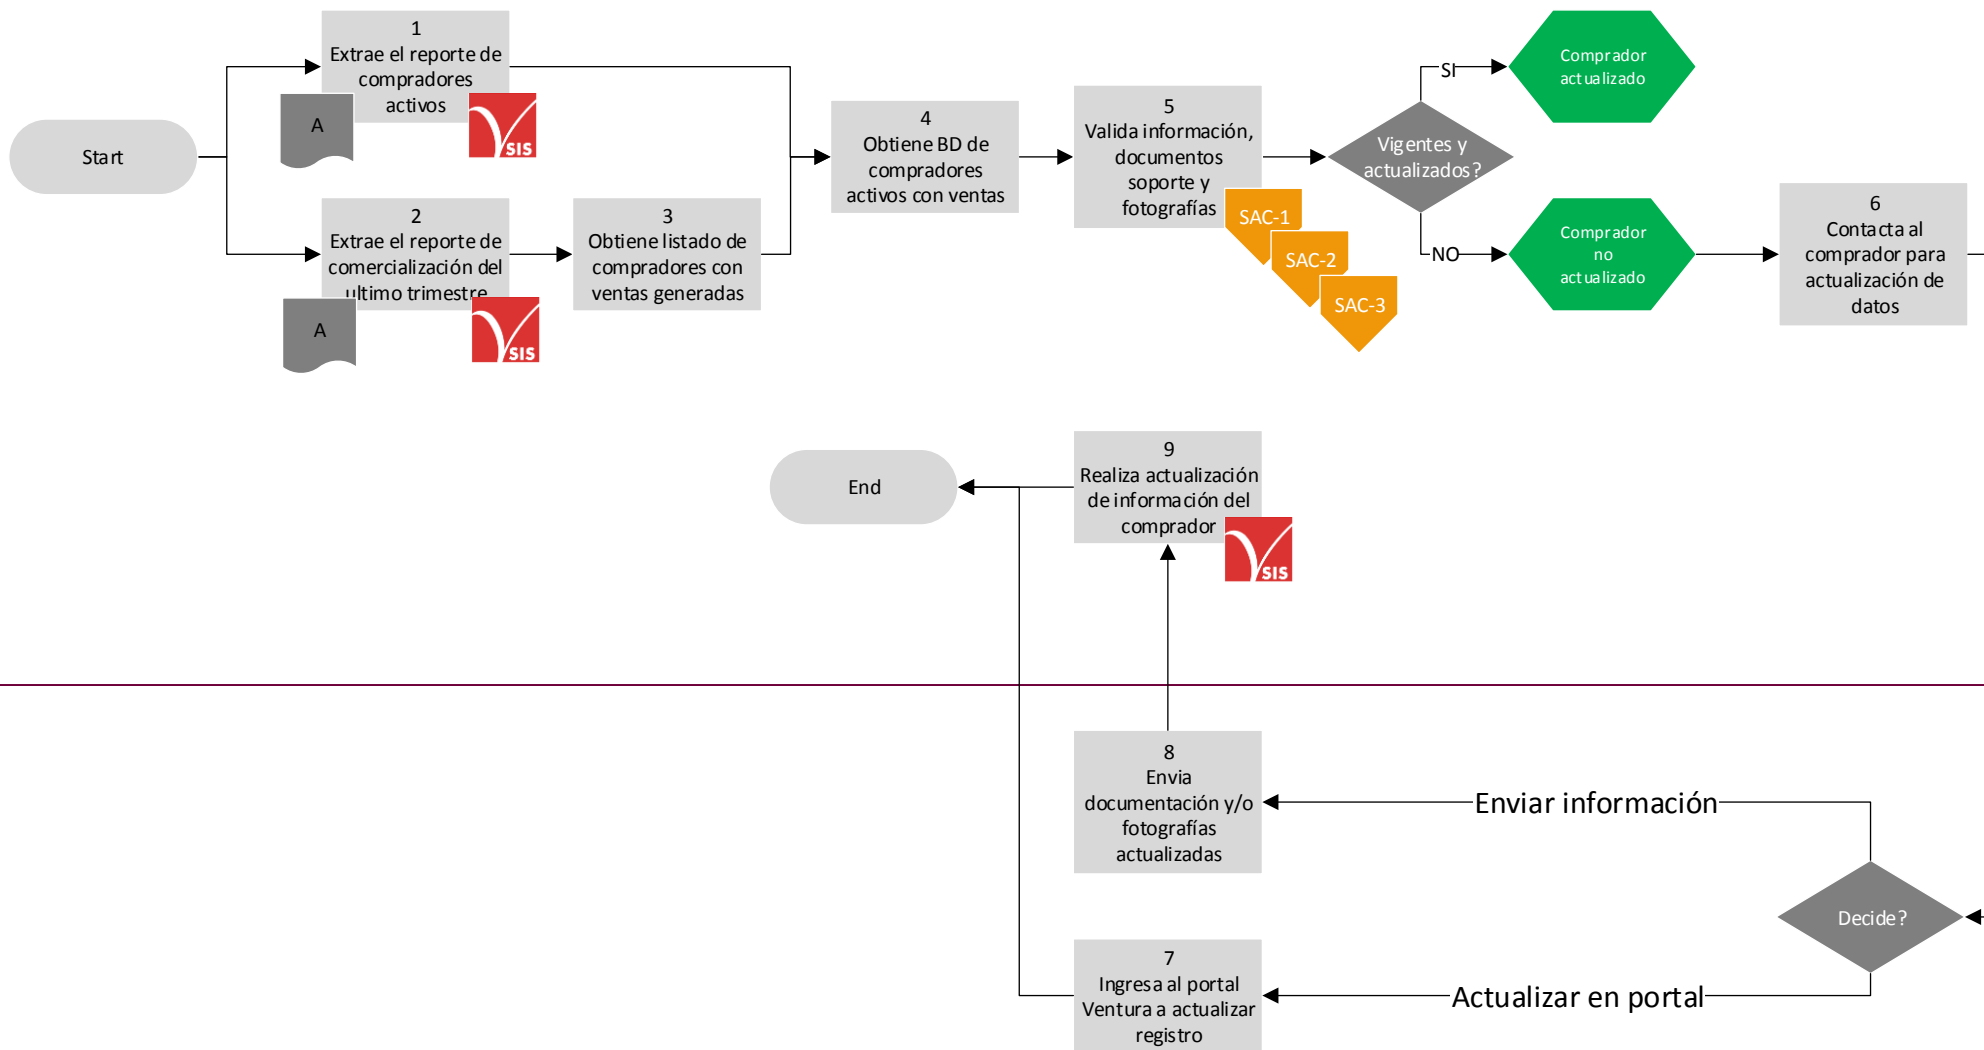 Start
1
Extrae el reporte de
compradores
activos
A
SIS
2
Extrae el reporte de
comercialización del
ultimo trimestre
A
SIS
3
Obtiene listado de
compradores con
ventas generadas
4
Obtiene BD de
compradores
activos con ventas
5
Valida información,
documentos
soporte y
fotografías
SAC-1
SAC-2
SAC-3
Vigentes y
actualizados?
SI
Comprador
actualizado
NO
Comprador
no
actualizado
6
Contacta al
comprador para
actualización de
datos
End
9
Realiza actualización
de información del
comprador
SIS
8
Envia
documentación y/o
fotografías
actualizadas
Enviar información
Decide?
7
Ingresa al portal
Ventura a actualizar
registro
Actualizar en portal